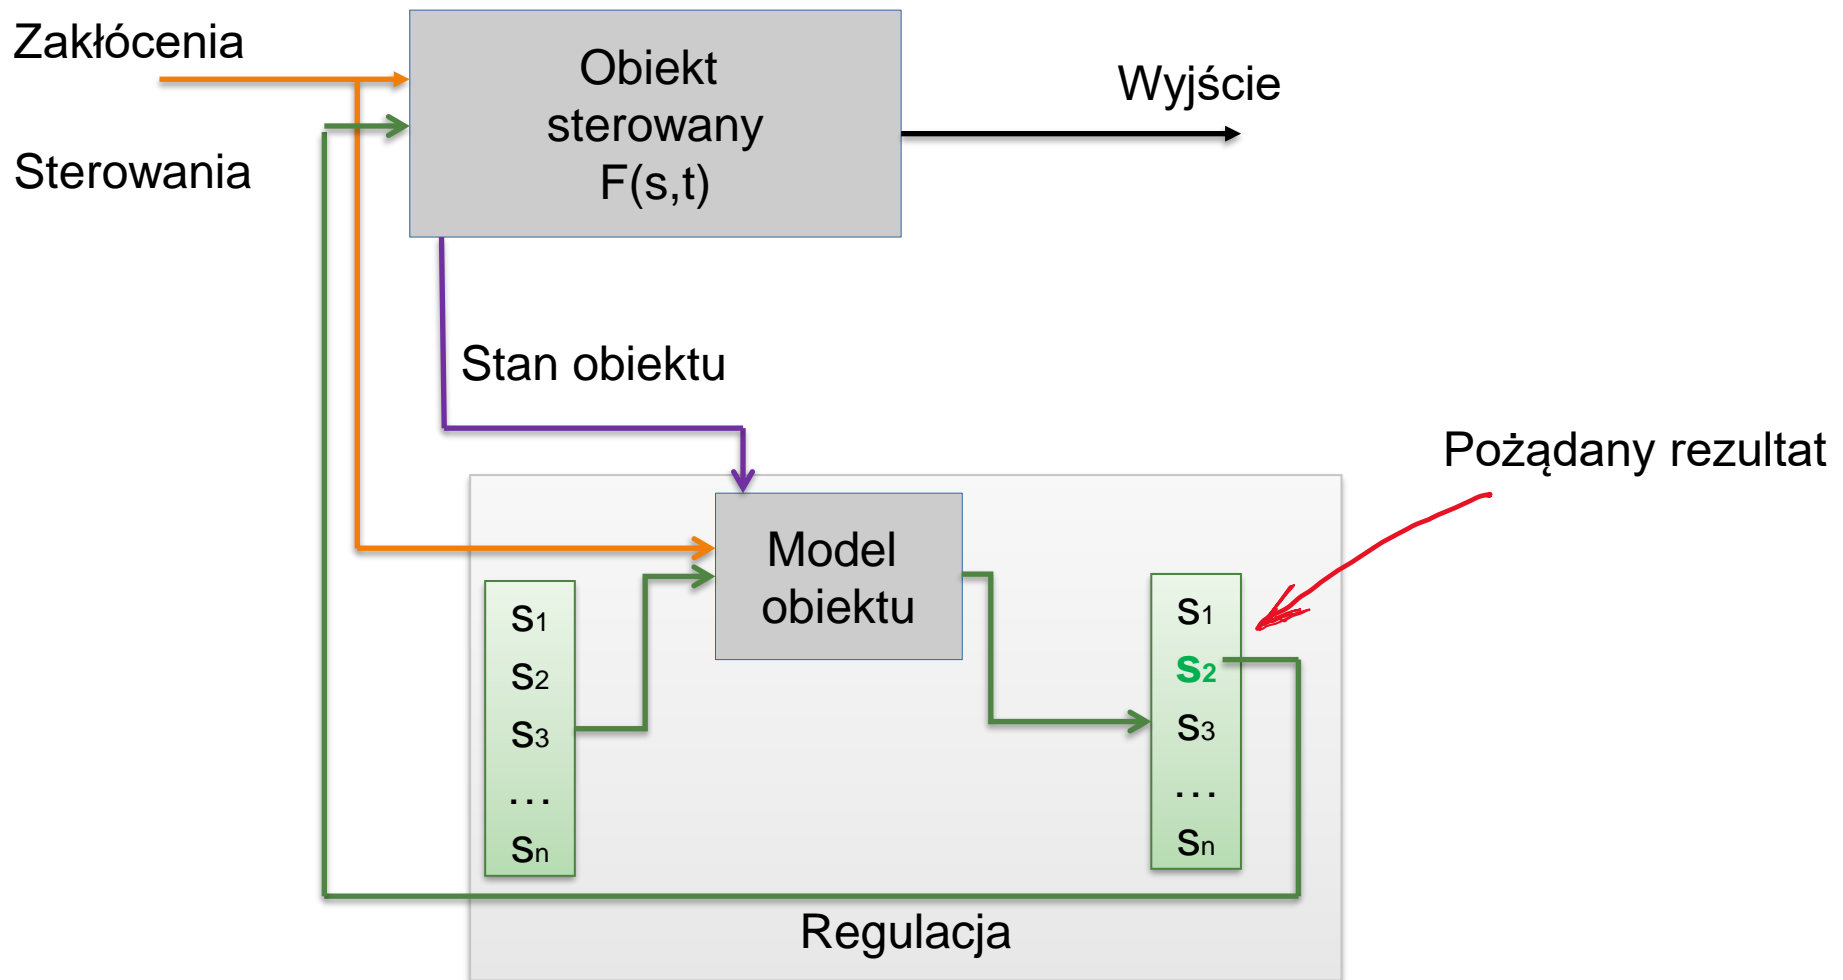 Zakłócenia
Sterowania
Obiekt
sterowany
F(s,t)
Wyjście
Stan obiektu
Pożądany rezultat
Model
obiektu
s1
s2
s3
...
sn
s1
s2
s3
...
sn
Regulacja